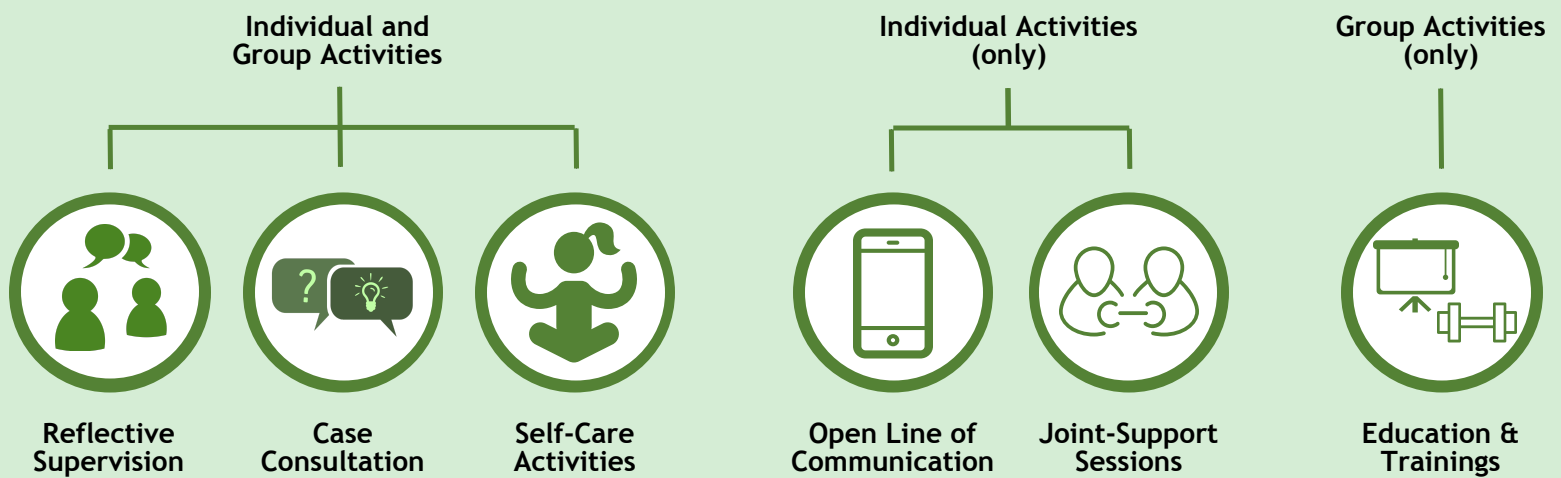 Individual and
Group Activities
Individual Activities
(only)
Group Activities
(only)
?
Reflective
Supervision
Case
Consultation
Self-Care
Activities
Open Line of
Communication
Joint-Support
Sessions
Education &
Trainings